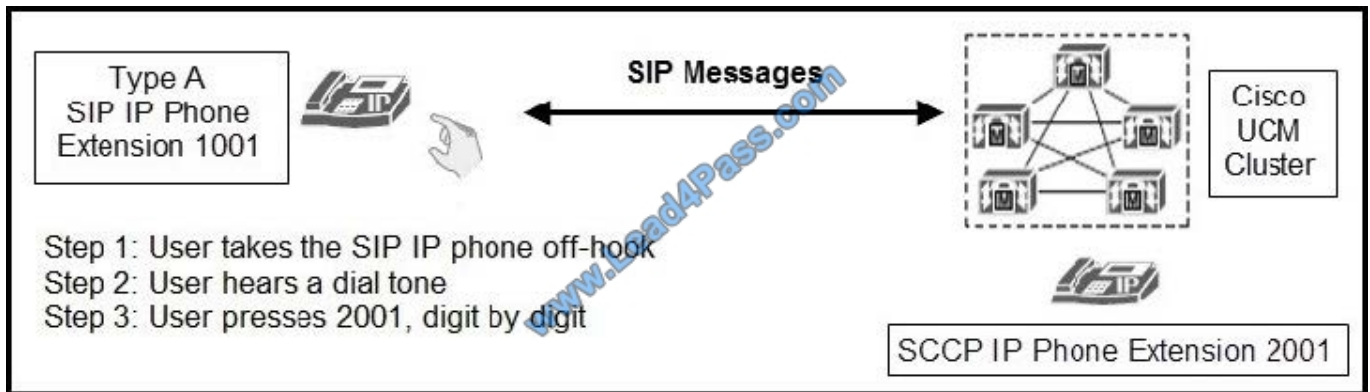 Type A
SIP IP Phone
Extension 1001
IP
SIP Messages
M
M
M
M
M
Cisco
UCM
Cluster
www.Lead4Pass.com
Step 1: User takes the SIP IP phone off-hook
Step 2: User hears a dial tone
Step 3: User presses 2001, digit by digit
IP
SCCP IP Phone Extension 2001